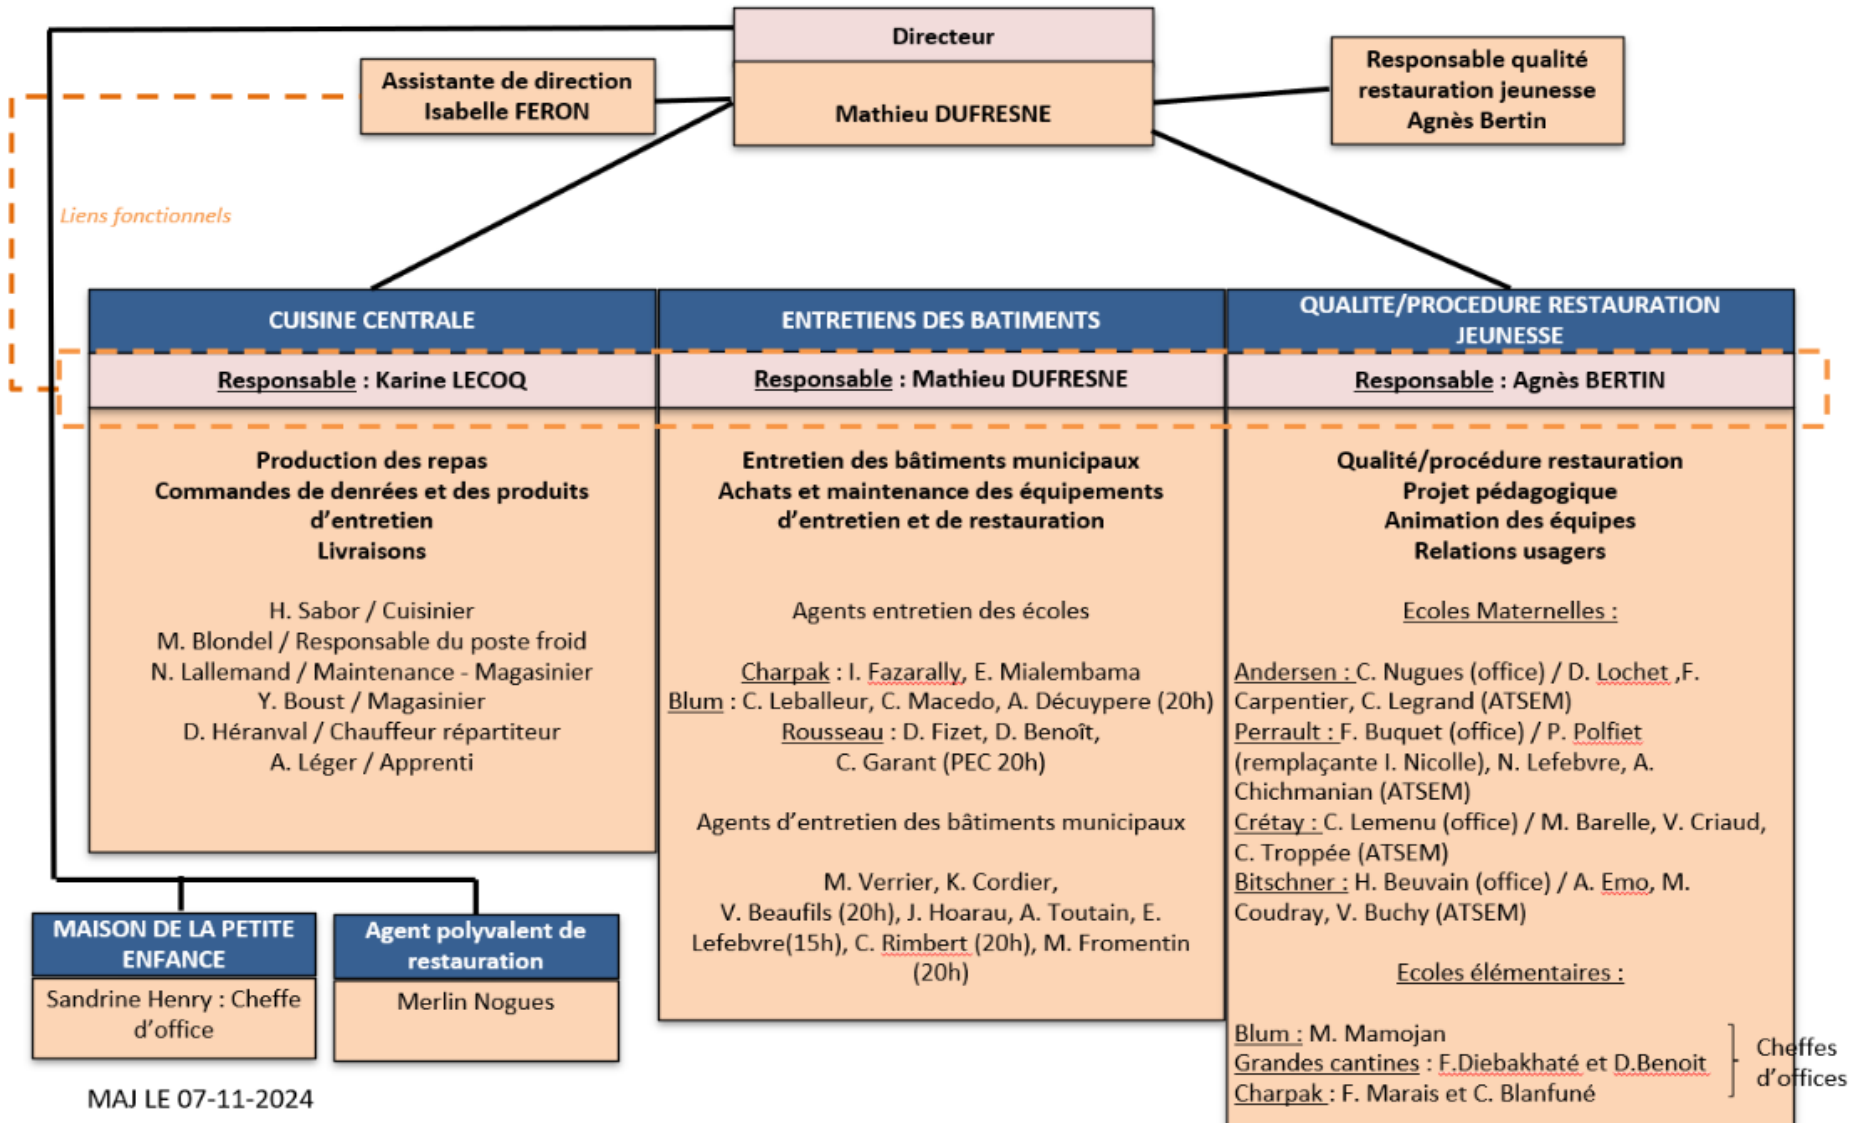 Directeur
Mathieu DUFRESNE
Assistante de direction
Isabelle FERON
Responsable qualité
restauration jeunesse
Agnès Bertin
Liens fonctionnels
CUISINE CENTRALE
Responsable : Karine LECOQ
Production des repas
Commandes de denrées et des produits
d’entretien
Livraisons
H. Sabor / Cuisinier
M. Blondel / Responsable du poste froid
N. Lallemand / Maintenance - Magasinier
Y. Boust / Magasinier
D. Héranval / Chauffeur répartiteur
A. Léger / Apprenti
ENTRETIENS DES BATIMENTS
Responsable : Mathieu DUFRESNE
Entretien des bâtiments municipaux
Achats et maintenance des équipements
d’entretien et de restauration
Agents entretien des écoles
Charpak : I. Fazarally, E. Mialembama
Blum : C. Leballeur, C. Macedo, A. Décuypere (20h)
Rousseau : D. Fizet, D. Benoît,
C. Garant (PEC 20h)
Agents d’entretien des bâtiments municipaux
M. Verrier, K. Cordier,
V. Beaufils (20h), J. Hoarau, A. Toutain, E.
Lefebvre(15h), C. Rimbert (20h), M. Fromentin
(20h)
QUALITE/PROCEDURE RESTAURATION
JEUNESSE
Responsable : Agnès BERTIN
Qualité/procédure restauration
Projet pédagogique
Animation des équipes
Relations usagers
Ecoles Maternelles :
Andersen : C. Nugues (office) / D. Lochet ,F.
Carpentier, C. Legrand (ATSEM)
Perrault : F. Buquet (office) / P. Polfiet
(remplaçante I. Nicolle), N. Lefebvre, A.
Chichmanian (ATSEM)
Crétay : C. Lemenu (office) / M. Barelle, V. Criaud,
C. Troppée (ATSEM)
Bitschner : H. Beuvain (office) / A. Emo, M.
Coudray, V. Buchy (ATSEM)
Ecoles élémentaires :
Blum : M. Mamojan
Grandes cantines : F.Diebakhaté et D.Benoit
Charpak : F. Marais et C. Blanfuné
Cheffes
d’offices
MAISON DE LA PETITE
ENFANCE
Sandrine Henry : Cheffe
d’office
Agent polyvalent de
restauration
Merlin Nogues
MAJ LE 07-11-2024